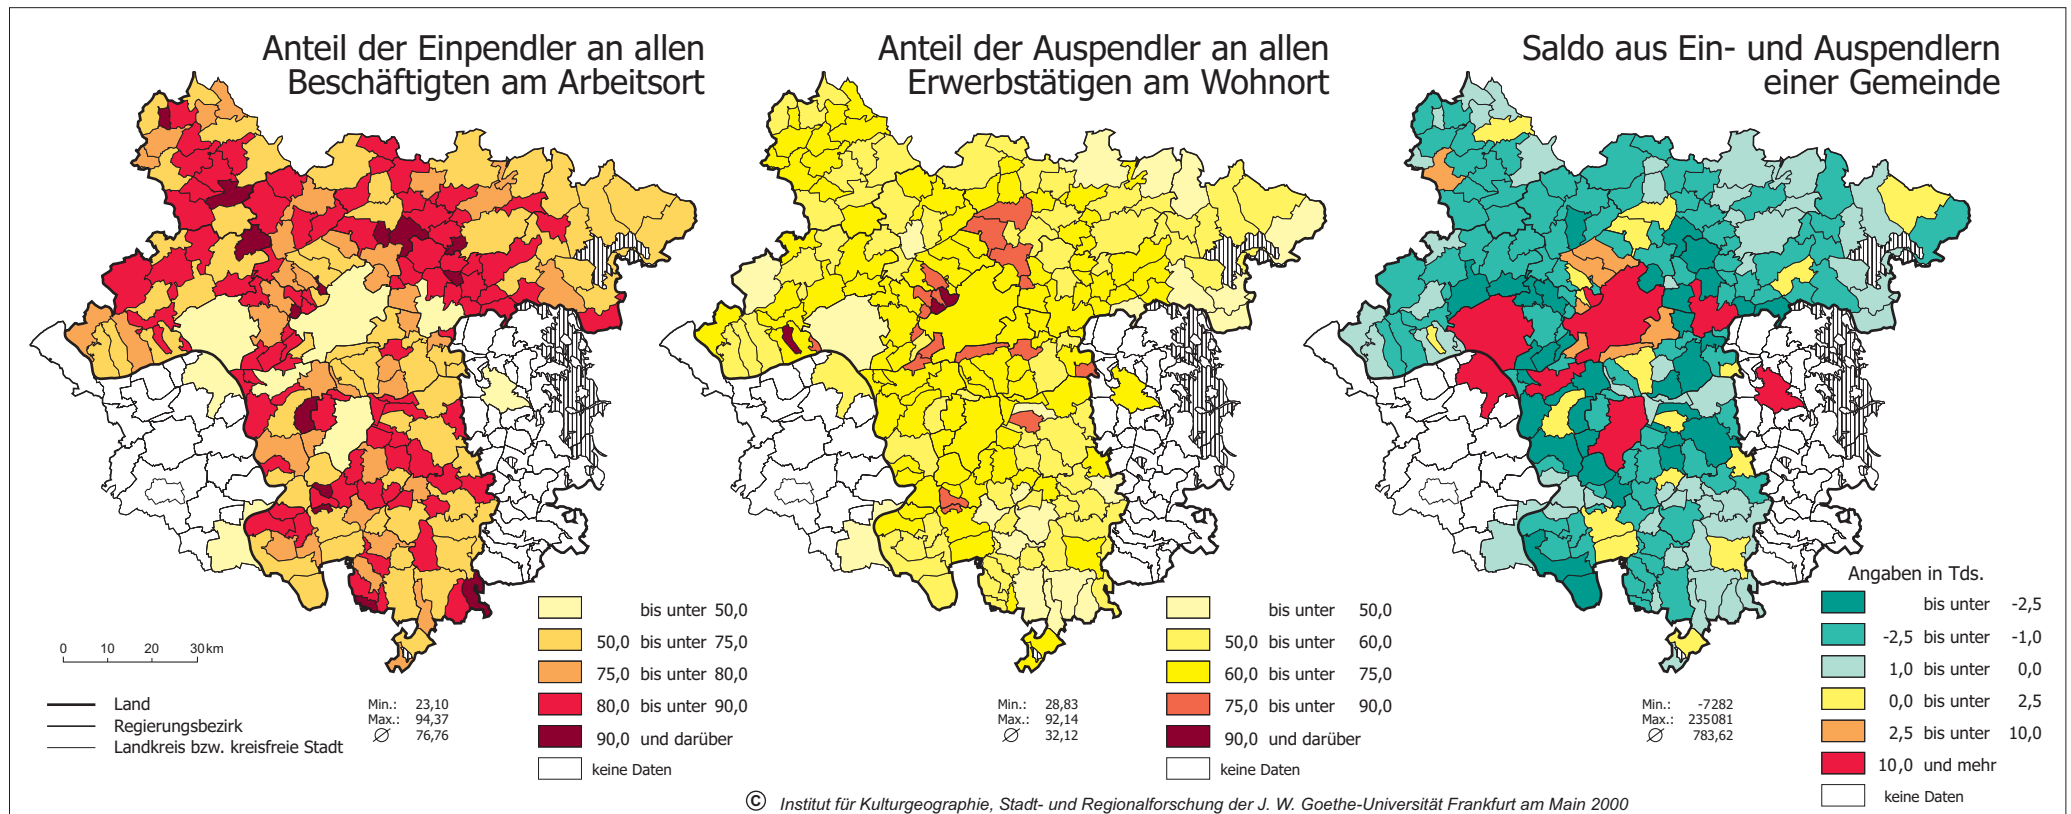 Anteil der Einpendler an allen
Beschäftigten am Arbeitsort
0 10 20 30 km
Land
Regierungsbezirk
Landkreis bzw. kreisfreie Stadt
Min.: 23,10
Max.: 94,37
∅ 76,76
bis unter 50,0
50,0 bis unter 75,0
75,0 bis unter 80,0
80,0 bis unter 90,0
90,0 und darüber
keine Daten
Anteil der Auspendler an allen
Erwerbstätigen am Wohnort
Min.: 28,83
Max.: 92,14
∅ 32,12
bis unter 50,0
50,0 bis unter 60,0
60,0 bis unter 75,0
75,0 bis unter 90,0
90,0 und darüber
keine Daten
Saldo aus Ein- und Auspendlern
einer Gemeinde
Min.: -7282
Max.: 235081
∅ 783,62
Angaben in Tds.
bis unter -2,5
-2,5 bis unter -1,0
1,0 bis unter 0,0
0,0 bis unter 2,5
2,5 bis unter 10,0
10,0 und mehr
keine Daten
© Institut für Kulturgeographie, Stadt- und Regionalforschung der J. W. Goethe-Universität Frankfurt am Main 2000